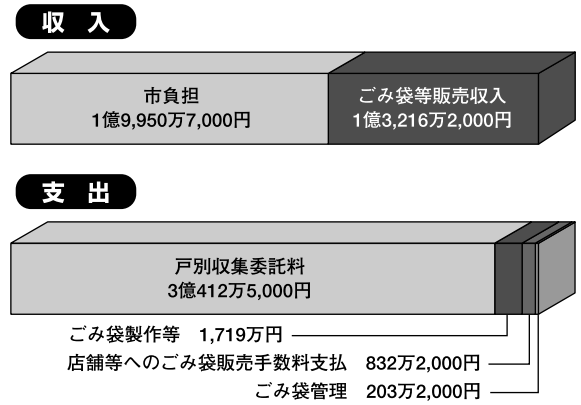 収入
市負担
1億9,950万7,000円
ごみ袋等販売収入
1億3,216万2,000円
支出
戸別収集委託料
3億412万5,000円
ごみ袋製作等 1,719万円
店舗等へのごみ袋販売手数料支払 832万2,000円
ごみ袋管理 203万2,000円